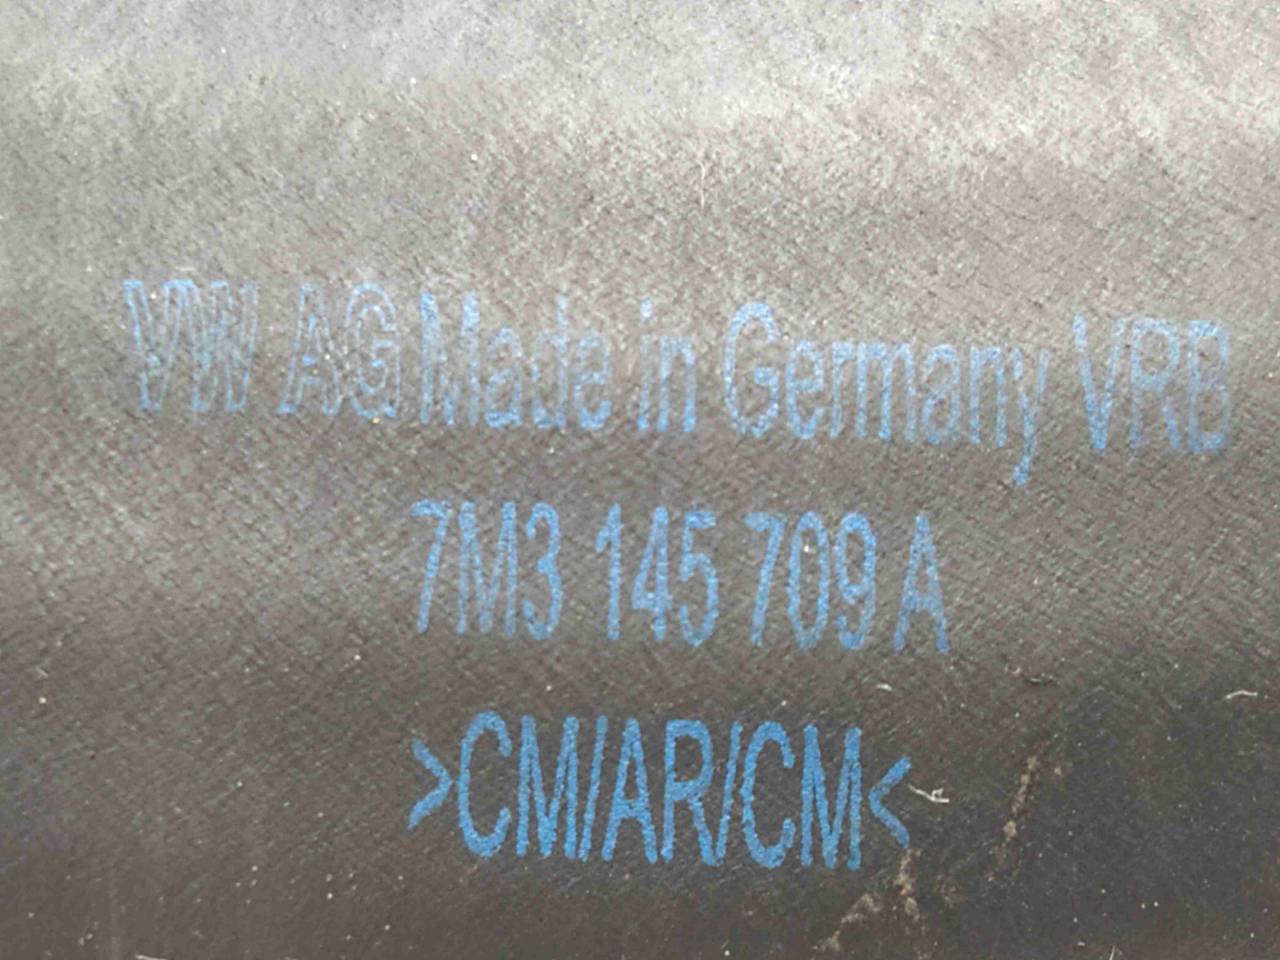 VW AG Made in Germany VRB
7M3 145 709 A
>CM/AR/CM<